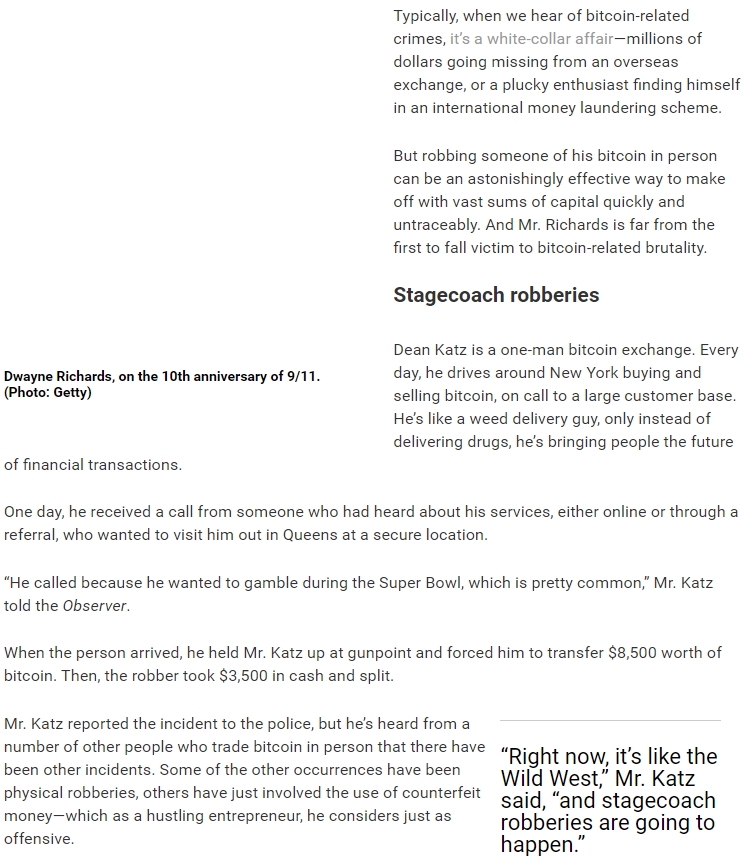 Typically, when we hear of bitcoin-related
crimes, it’s a white-collar affair—millions of
dollars going missing from an overseas
exchange, or a plucky enthusiast finding himself
in an international money laundering scheme.
But robbing someone of his bitcoin in person
can be an astonishingly effective way to make
off with vast sums of capital quickly and
untraceably. And Mr. Richards is far from the
first to fall victim to bitcoin-related brutality.
Stagecoach robberies
Dwayne Richards, on the 10th anniversary of 9/11.
(Photo: Getty)
Dean Katz is a one-man bitcoin exchange. Every
day, he drives around New York buying and
selling bitcoin, on call to a large customer base.
He’s like a weed delivery guy, only instead of
delivering drugs, he’s bringing people the future
of financial transactions.
One day, he received a call from someone who had heard about his services, either online or through a
referral, who wanted to visit him out in Queens at a secure location.
“He called because he wanted to gamble during the Super Bowl, which is pretty common,” Mr. Katz
told the Observer.
When the person arrived, he held Mr. Katz up at gunpoint and forced him to transfer $8,500 worth of
bitcoin. Then, the robber took $3,500 in cash and split.
Mr. Katz reported the incident to the police, but he’s heard from a
number of other people who trade bitcoin in person that there have
been other incidents. Some of the other occurrences have been
physical robberies, others have just involved the use of counterfeit
money—which as a hustling entrepreneur, he considers just as
offensive.
“Right now, it’s like the
Wild West,” Mr. Katz
said, “and stagecoach
robberies are going to
happen.”